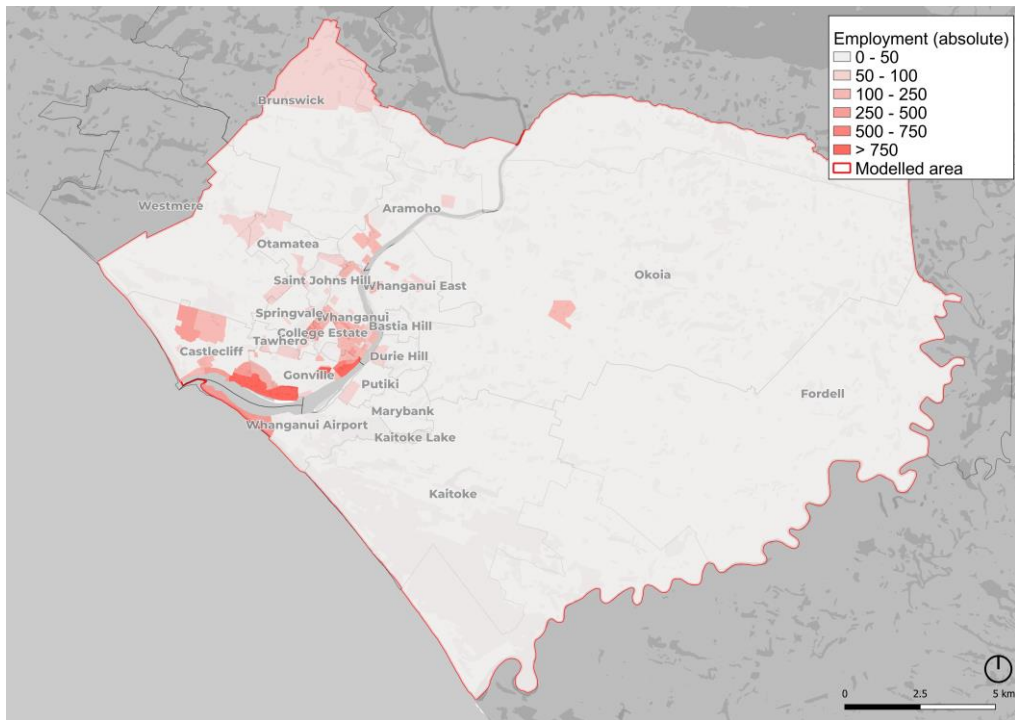 Employment (absolute)
0 - 50
50 - 100
100 - 250
250 - 500
500 - 750
> 750
Modelled area
Brunswick
Westmere
Aramoho
Otamatea
Saint Johns Hill
Whanganui East
Okoia
Springvale
Whanganui
College Estate
Bastia Hill
Tawhero
Castlecliff
Durie Hill
Gonville
Putiki
Fordell
Marybank
Whanganui Airport
Kaitoke Lake
Kaitoke
0 2.5 5 km